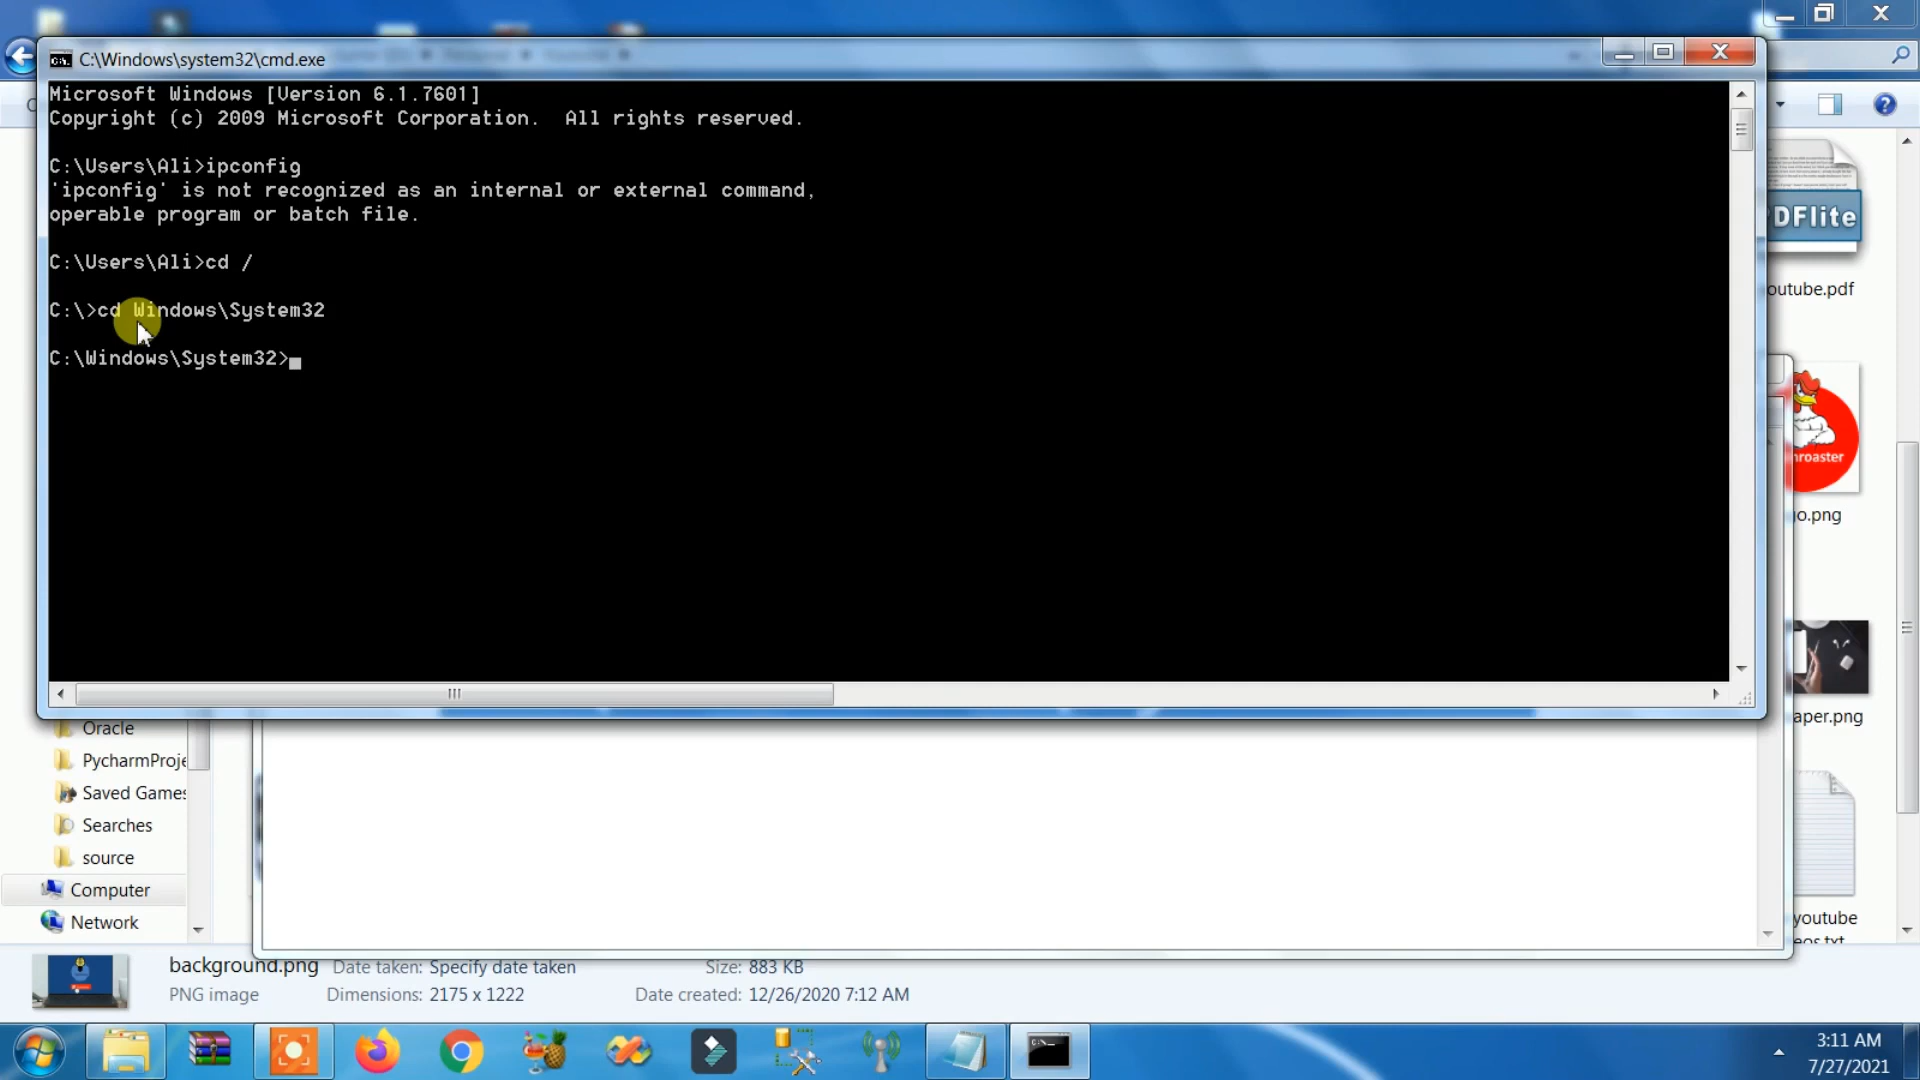 C:\Windows\system32\cmd.exe
Microsoft Windows [Version 6.1.7601]
Copyright (c) 2009 Microsoft Corporation.  All rights reserved.
C:\Users\Ali>ipconfig
'ipconfig' is not recognized as an internal or external command,
operable program or batch file.
C:\Users\Ali>cd /
C:\>cd Windows\System32
C:\Windows\System32>
DFlite
outube.pdf
roaster
go.png
aper.png
youtube
Oracle
PycharmProje
Saved Games
Searches
source
Computer
Network
background.png
PNG image
Date taken: Specify date taken
Dimensions: 2175 x 1222
Size: 883 KB
Date created: 12/26/2020 7:12 AM
3:11 AM
7/27/2021